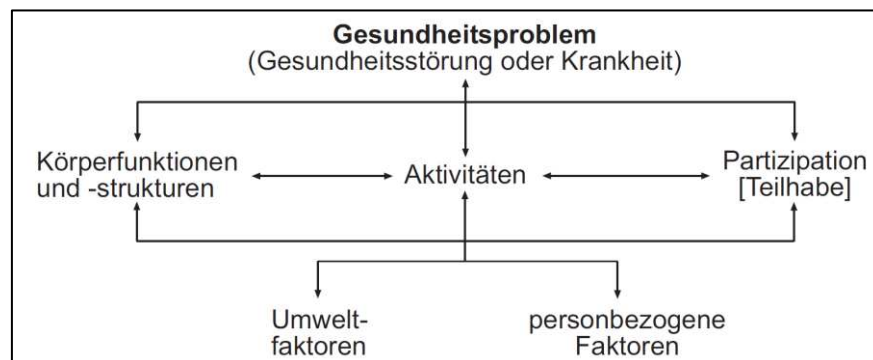 Gesundheitsproblem
(Gesundheitsstörung oder Krankheit)
Körperfunktionen
und -strukturen
Aktivitäten
Partizipation
[Teilhabe]
Umwelt-
faktoren
personbezogene
Faktoren